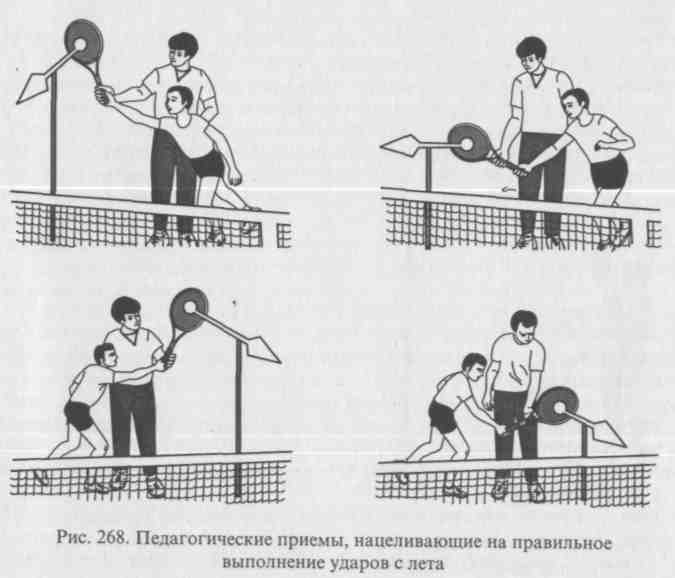 Рис. 268. Педагогические приемы, нацеливающие на правильное
выполнение ударов с лета